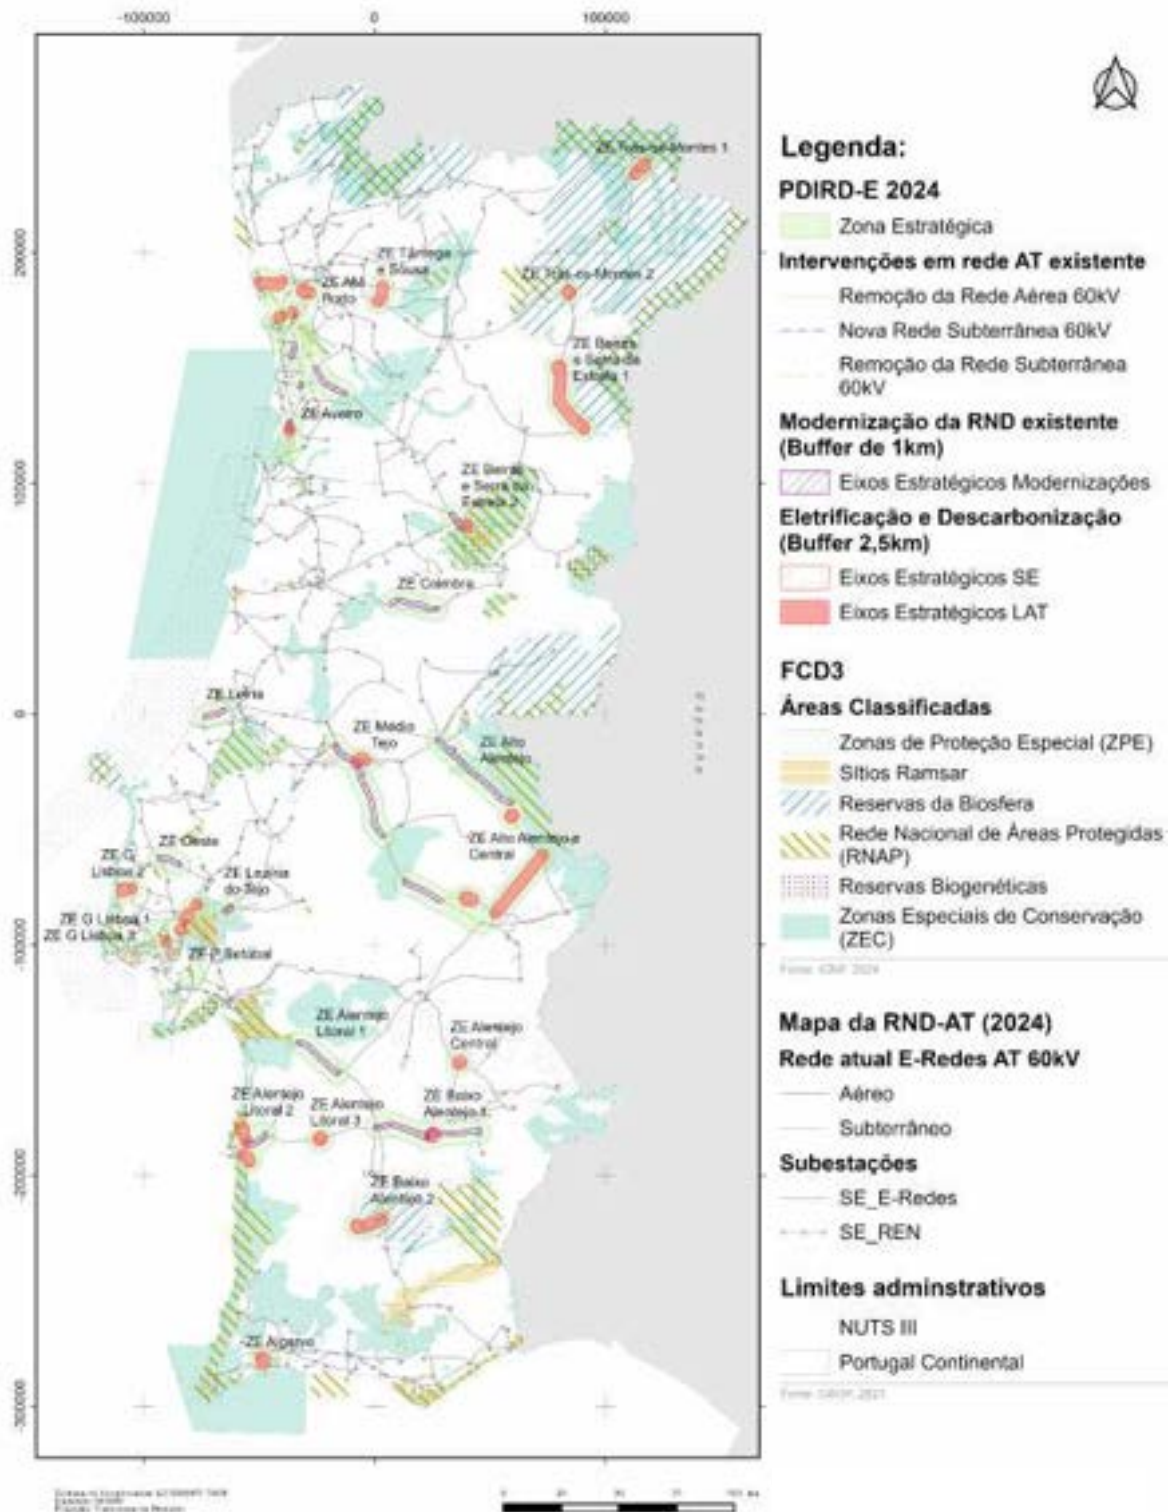 -100000 0 100000
200000
100000
0
-100000
-200000
-300000
ZE Trás-os-Montes 1
ZE Tâmega
e Sousa
ZE Trás-os-Montes 2
ZE AM
Porto
ZE Beiras
e Serra da
Estrela 1
ZE Aveiro
ZE Beiras
e Serra da
Estrela 2
ZE Coimbra
ZE Leiria
ZE Médio
Tejo
ZE Alto
Alentejo
ZE Oeste
ZE Alto Alentejo e
Central
ZE G
Lisboa 2
ZE Lezíria
do Tejo
ZE G Lisboa 1
ZE G Lisboa 3
ZE P Setúbal
ZE Alentejo
Litoral 1
ZE Alentejo
Central
ZE Alentejo
Litoral 2
ZE Alentejo
Litoral 3
ZE Baixo
Alentejo 1
ZE Baixo
Alentejo 2
ZE Algarve
Legenda:
PDIRD-E 2024
Zona Estratégica
Intervenções em rede AT existente
Remoção da Rede Aérea 60kV
Nova Rede Subterrânea 60kV
Remoção da Rede Subterrânea
60kV
Modernização da RND existente
(Buffer de 1km)
Eixos Estratégicos Modernizações
Eletrificação e Descarbonização
(Buffer 2,5km)
Eixos Estratégicos SE
Eixos Estratégicos LAT
FCD3
Áreas Classificadas
Zonas de Proteção Especial (ZPE)
Sítios Ramsar
Reservas da Biosfera
Rede Nacional de Áreas Protegidas
(RNAP)
Reservas Biogenéticas
Zonas Especiais de Conservação
(ZEC)
Fonte: ICNF, 2024
Mapa da RND-AT (2024)
Rede atual E-Redes AT 60kV
Aéreo
Subterrâneo
Subestações
SE_E-Redes
SE_REN
Limites adminstrativos
NUTS III
Portugal Continental